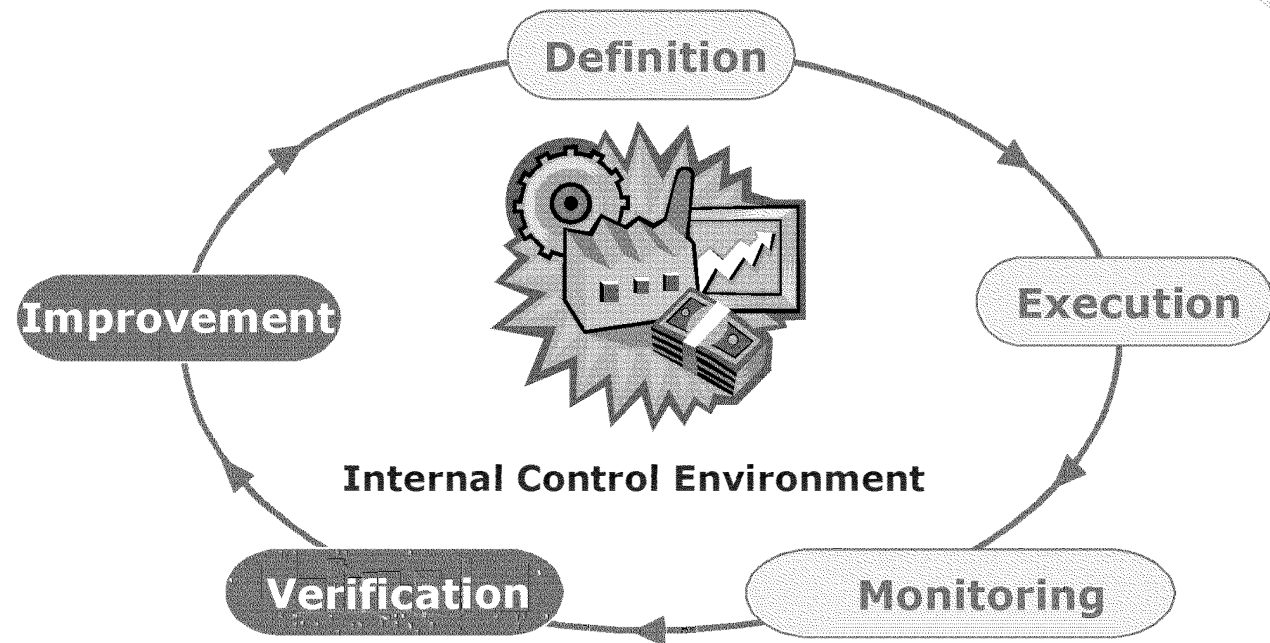 Definition
Execution
Improvement
Internal Control Environment
Verification
Monitoring